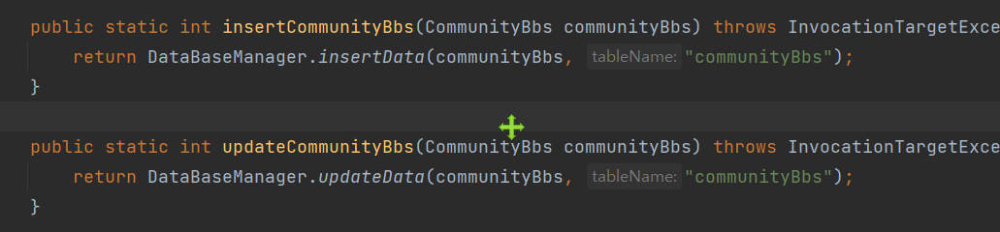 public static int insertCommunityBbs(CommunityBbs communityBbs) throws InvocationTargetExce
return DataBaseManager.insertData(communityBbs, tableName: "communityBbs");
}
public static int updateCommunityBbs(CommunityBbs communityBbs) throws InvocationTargetExce
return DataBaseManager.updateData(communityBbs, tableName: "communityBbs");
}